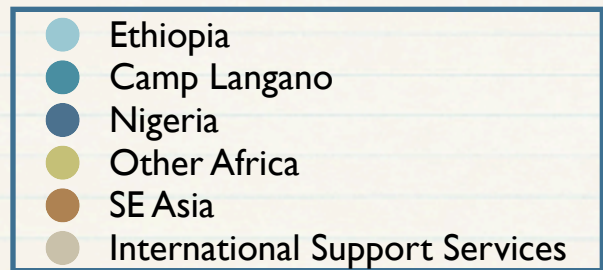 Ethiopia
Camp Langano
Nigeria
Other Africa
SE Asia
International Support Services